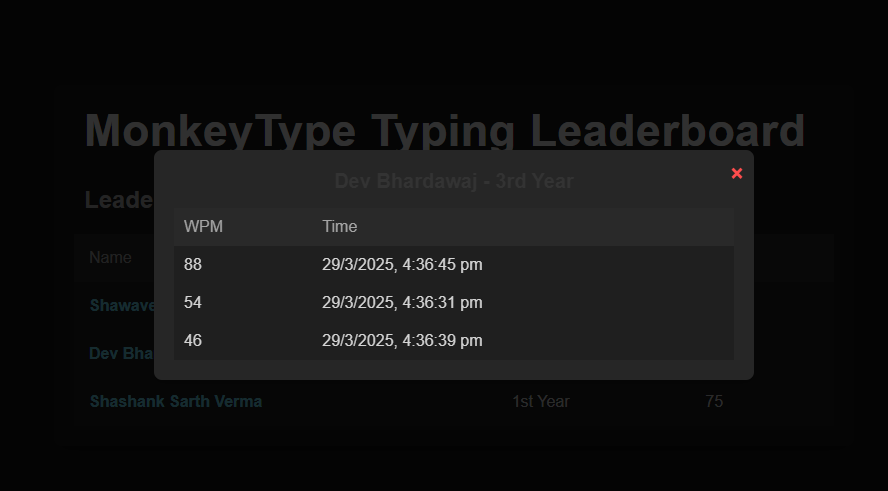 MonkeyType Typing Leaderboard
Dev Bhardawaj - 3rd Year
×
Leade
WPM Time
Name
88 29/3/2025, 4:36:45 pm
54 29/3/2025, 4:36:31 pm
Shawave
46 29/3/2025, 4:36:39 pm
Dev Bha
Shashank Sarth Verma 1st Year 75